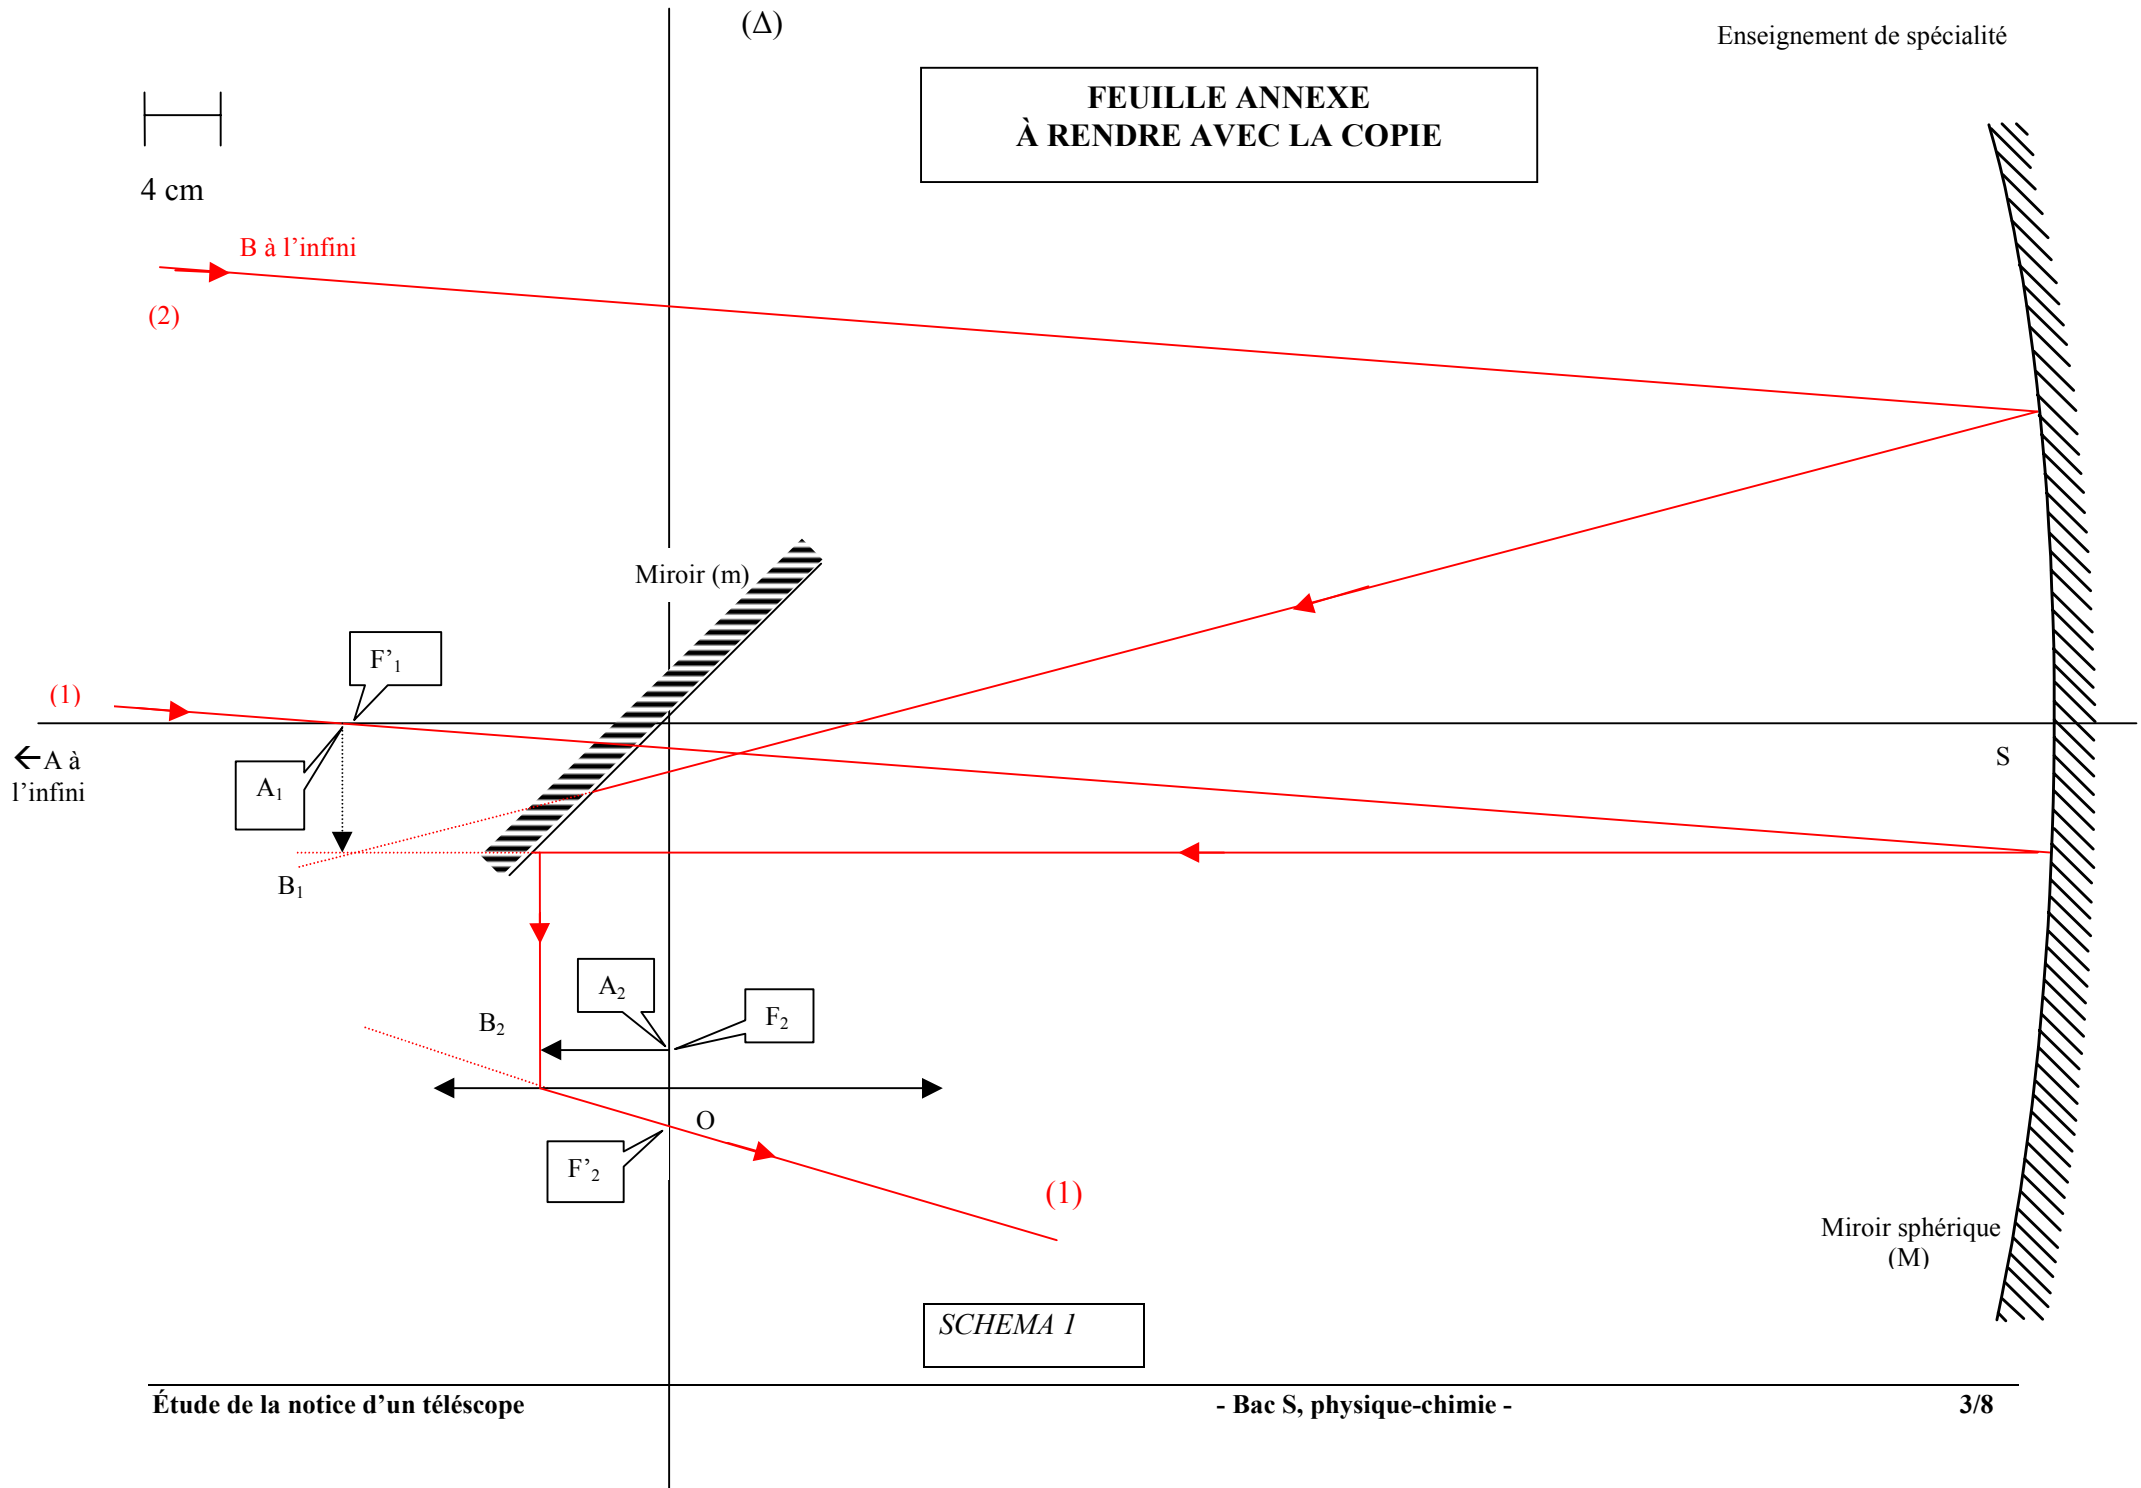 (Δ)
Enseignement de spécialité
FEUILLE ANNEXE
À RENDRE AVEC LA COPIE
4 cm
B à l'infini
(2)
Miroir (m)
F'₁
(1)
←A à
l'infini
A₁
S
B₁
A₂
F₂
B₂
O
F'₂
(1)
Miroir sphérique
(M)
SCHEMA 1
Étude de la notice d'un téléscope - Bac S, physique-chimie - 3/8